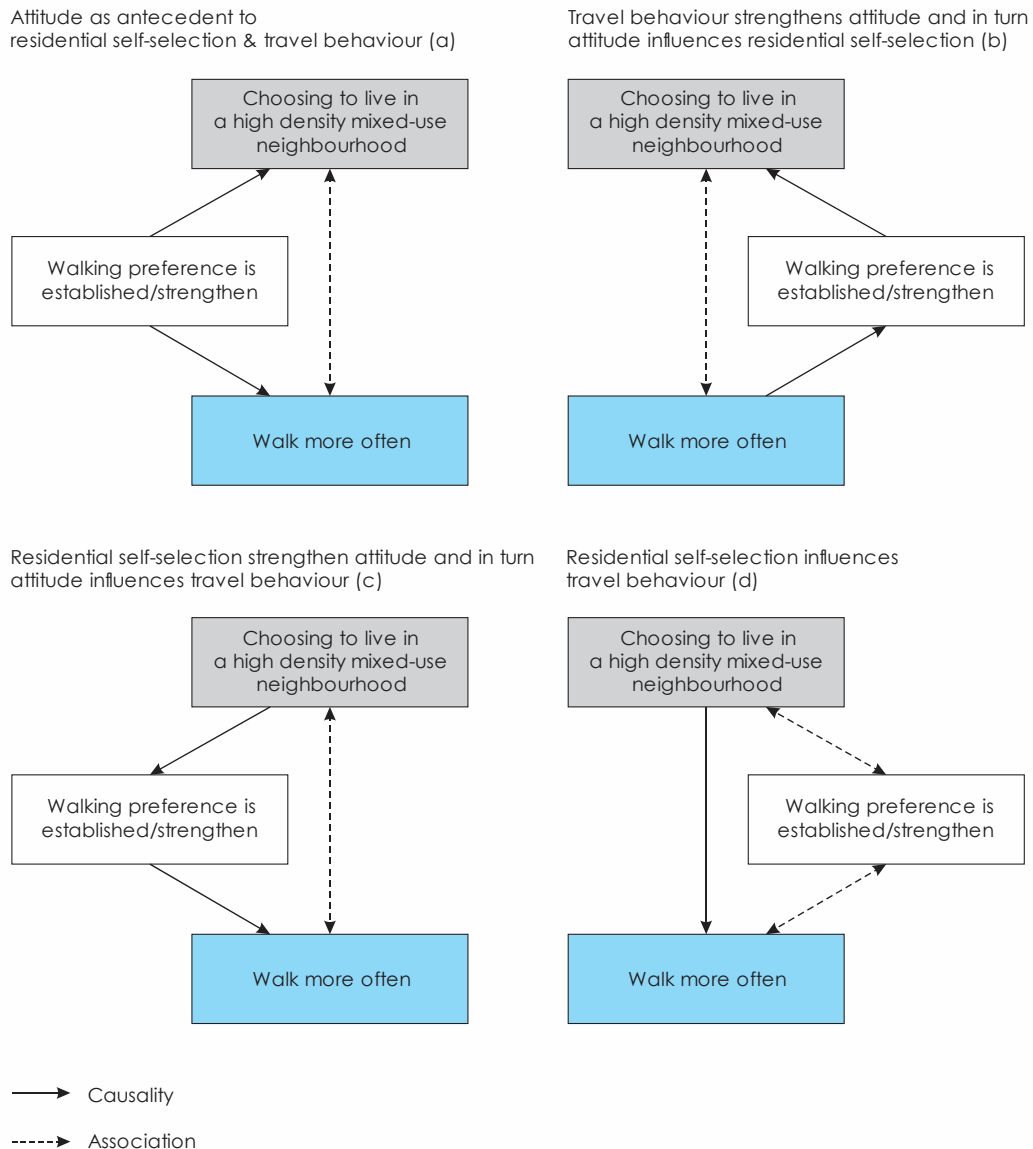 Attitude as antecedent to
residential self-selection & travel behaviour (a)
Choosing to live in
a high density mixed-use
neighbourhood
Walking preference is
established/strengthen
Walk more often
Travel behaviour strengthens attitude and in turn
attitude influences residential self-selection (b)
Choosing to live in
a high density mixed-use
neighbourhood
Walking preference is
established/strengthen
Walk more often
Residential self-selection strengthen attitude and in turn
attitude influences travel behaviour (c)
Choosing to live in
a high density mixed-use
neighbourhood
Walking preference is
established/strengthen
Walk more often
Residential self-selection influences
travel behaviour (d)
Choosing to live in
a high density mixed-use
neighbourhood
Walking preference is
established/strengthen
Walk more often
Causality
Association